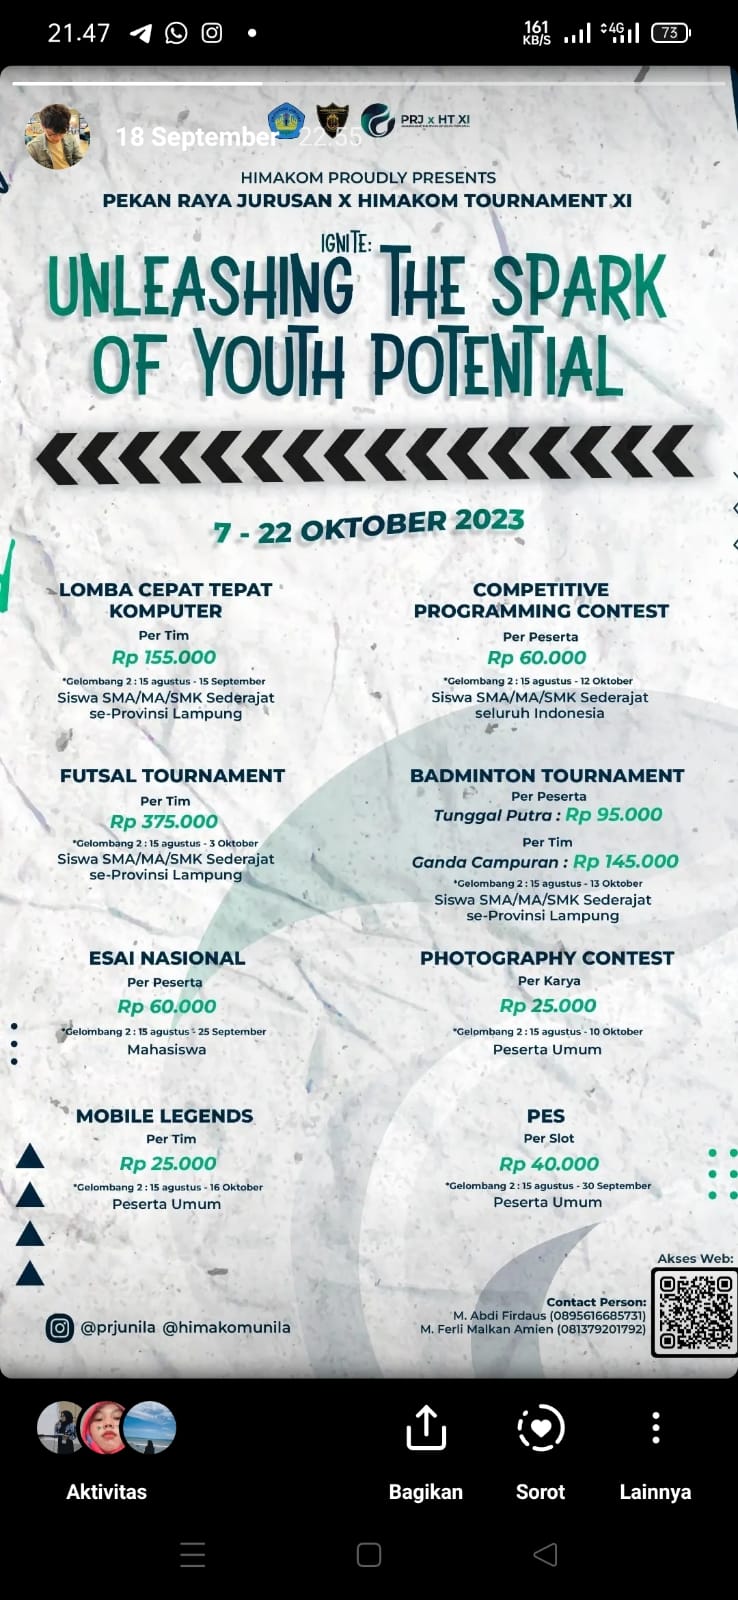 21.47
161
KB/S
4G
73
18 September 22.55
PRJ x HT XI
HIMAKOM PROUDLY PRESENTS
PEKAN RAYA JURUSAN X HIMAKOM TOURNAMENT XI
IGNITE:
UNLEASHING THE SPARK
OF YOUTH POTENTIAL
7 - 22 OKTOBER 2023
LOMBA CEPAT TEPAT
KOMPUTER
Per Tim
Rp 155.000
*Gelombang 2 : 15 agustus - 15 September
Siswa SMA/MA/SMK Sederajat
se-Provinsi Lampung
COMPETITIVE
PROGRAMMING CONTEST
Per Peserta
Rp 60.000
*Gelombang 2 : 15 agustus - 12 Oktober
Siswa SMA/MA/SMK Sederajat
seluruh Indonesia
FUTSAL TOURNAMENT
Per Tim
Rp 375.000
*Gelombang 2 : 15 agustus - 3 Oktober
Siswa SMA/MA/SMK Sederajat
se-Provinsi Lampung
BADMINTON TOURNAMENT
Per Peserta
Tunggal Putra : Rp 95.000
Per Tim
Ganda Campuran : Rp 145.000
*Gelombang 2 : 15 agustus - 13 Oktober
Siswa SMA/MA/SMK Sederajat
se-Provinsi Lampung
ESAI NASIONAL
Per Peserta
Rp 60.000
*Gelombang 2 : 15 agustus - 25 September
Mahasiswa
PHOTOGRAPHY CONTEST
Per Karya
Rp 25.000
*Gelombang 2 : 15 agustus - 10 Oktober
Peserta Umum
MOBILE LEGENDS
Per Tim
Rp 25.000
*Gelombang 2 : 15 agustus - 16 Oktober
Peserta Umum
PES
Per Slot
Rp 40.000
*Gelombang 2 : 15 agustus - 30 September
Peserta Umum
Akses Web:
Contact Person:
M. Abdi Firdaus (0895616685731)
M. Ferli Malkan Amien (081379201792)
@prjunila @himakomunila
Aktivitas
Bagikan
Sorot
Lainnya